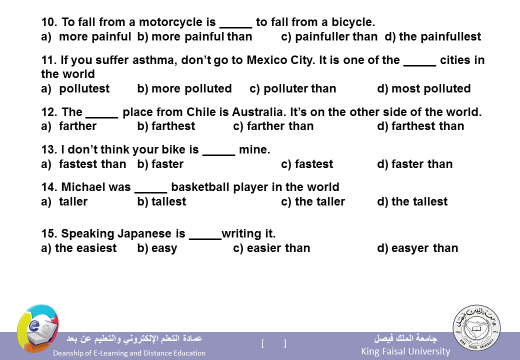 10. To fall from a motorcycle is _____ to fall from a bicycle.
a) more painful b) more painful than c) painfuller than d) the painfullest
11. If you suffer asthma, don't go to Mexico City. It is one of the _____ cities in
the world
a) pollutest b) more polluted c) polluter than d) most polluted
12. The _____ place from Chile is Australia. It's on the other side of the world.
a) farther b) farthest c) farther than d) farthest than
13. I don't think your bike is _____ mine.
a) fastest than b) faster c) fastest d) faster than
14. Michael was _____ basketball player in the world
a) taller b) tallest c) the taller d) the tallest
15. Speaking Japanese is _____writing it.
a) the easiest b) easy c) easier than d) easyer than
عمادة التعلم الإلكتروني والتعليم عن بعد
Deanship of E-Learning and Distance Education
[ ]
جامعة الملك فيصل
King Faisal University